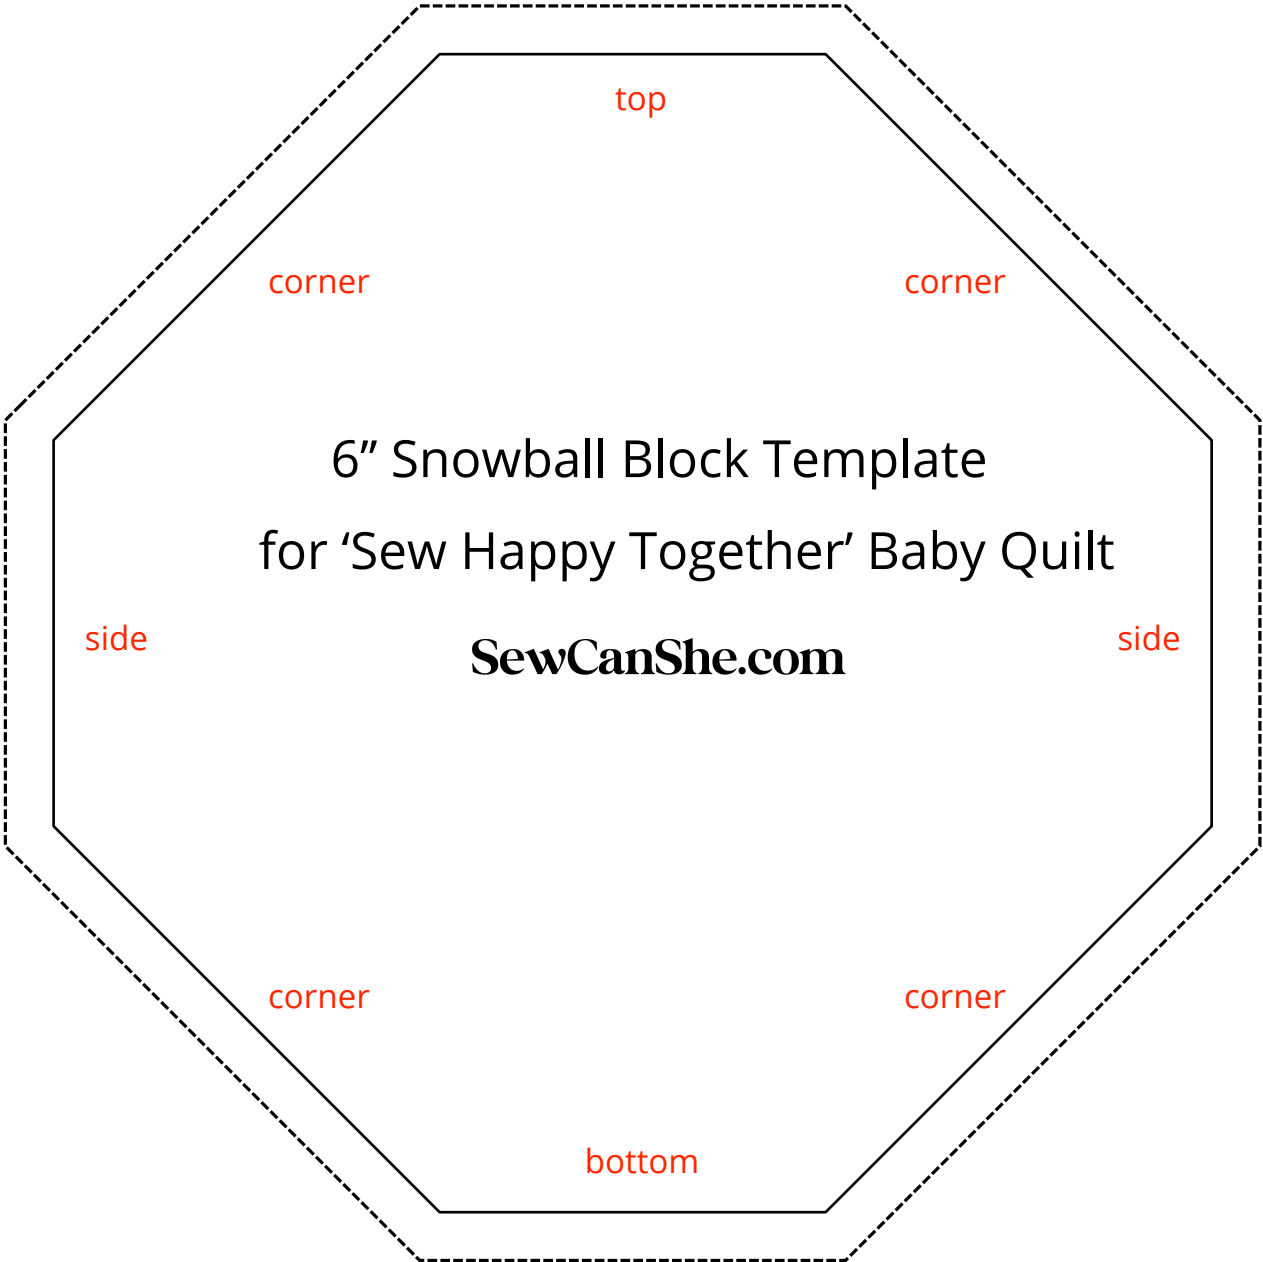 top
corner
corner
6” Snowball Block Template
for ‘Sew Happy Together’ Baby Quilt
side
SewCanShe.com
side
corner
corner
bottom